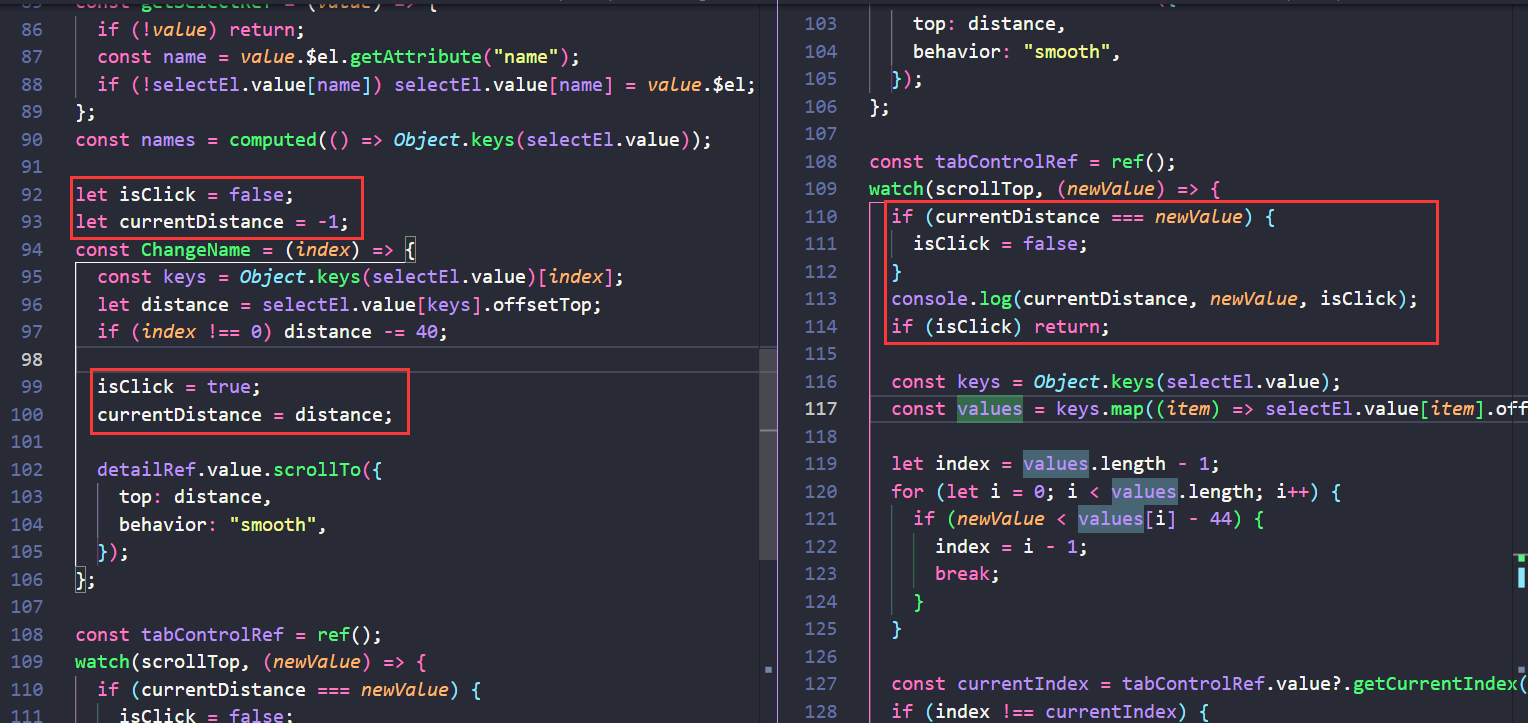 85 const getSelectRef = (value) => {
86 if (!value) return;
87 const name = value.$el.getAttribute("name");
88 if (!selectEl.value[name]) selectEl.value[name] = value.$el;
89 };
90 const names = computed(() => Object.keys(selectEl.value));
91
92 let isClick = false;
93 let currentDistance = -1;
94 const ChangeName = (index) => {
95 const keys = Object.keys(selectEl.value)[index];
96 let distance = selectEl.value[keys].offsetTop;
97 if (index !== 0) distance -= 40;
98
99 isClick = true;
100 currentDistance = distance;
101
102 detailRef.value.scrollTo({
103 top: distance,
104 behavior: "smooth",
105 });
106 };
107
108 const tabControlRef = ref();
109 watch(scrollTop, (newValue) => {
110 if (currentDistance === newValue) {
111 isClick = false;
103 top: distance,
104 behavior: "smooth",
105 });
106 };
107
108 const tabControlRef = ref();
109 watch(scrollTop, (newValue) => {
110 if (currentDistance === newValue) {
111 isClick = false;
112 }
113 console.log(currentDistance, newValue, isClick);
114 if (isClick) return;
115
116 const keys = Object.keys(selectEl.value);
117 const values = keys.map((item) => selectEl.value[item].off
118
119 let index = values.length - 1;
120 for (let i = 0; i < values.length; i++) {
121 if (newValue < values[i] - 44) {
122 index = i - 1;
123 break;
124 }
125 }
126
127 const currentIndex = tabControlRef.value?.getCurrentIndex(
128 if (index !== currentIndex) {